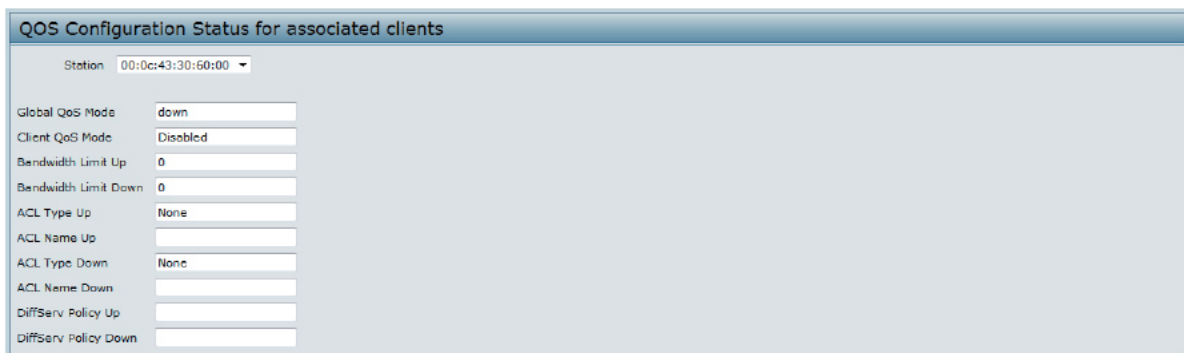 QOS Configuration Status for associated clients
Station 00:0c:43:30:60:00
Global QoS Mode down
Client QoS Mode Disabled
Bandwidth Limit Up 0
Bandwidth Limit Down 0
ACL Type Up None
ACL Name Up
ACL Type Down None
ACL Name Down
DiffServ Policy Up
DiffServ Policy Down